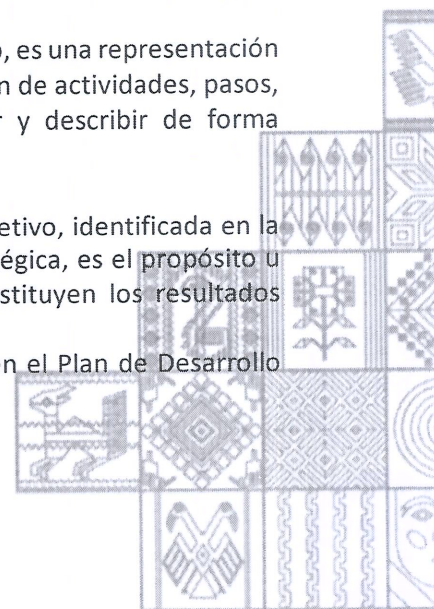 , es una representación
n de actividades, pasos,
r y describir de forma
etivo, identificada en la
égica, es el propósito u
stituyen los resultados
en el Plan de Desarrollo